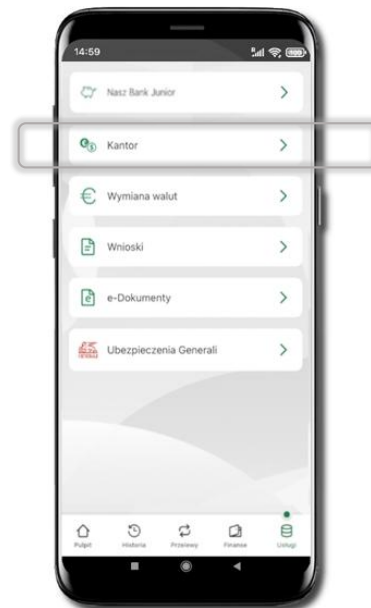 14:59
Nasz Bank Junior
Kantor
Wymiana walut
Wnioski
e-Dokumenty
Ubezpieczenia Generali
Pulpit Historia Przelewy Finanse Usługi